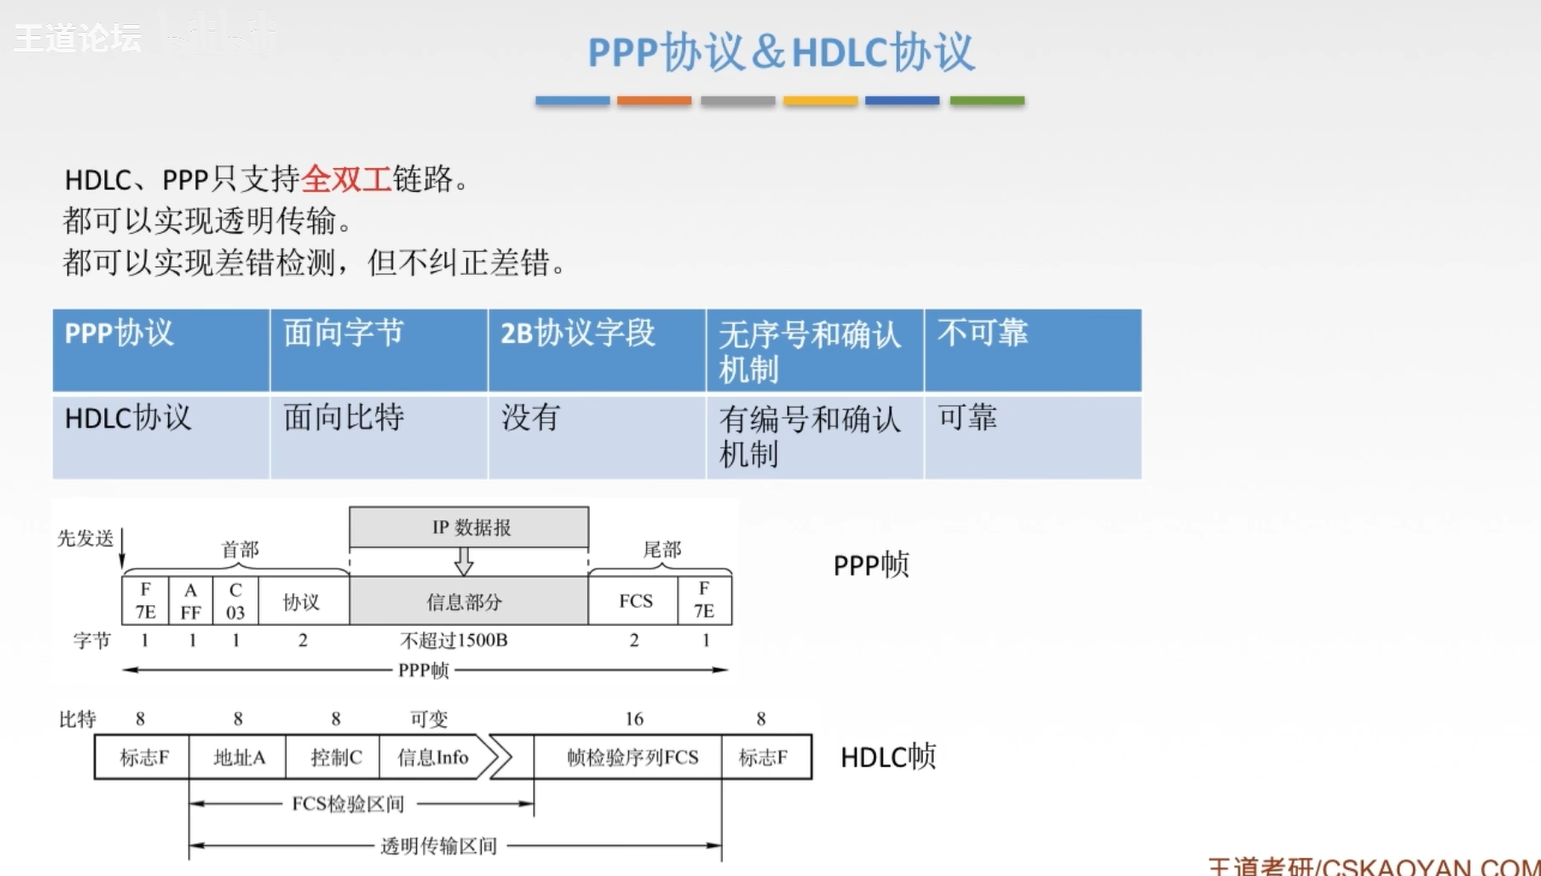 王道论坛
PPP协议&HDLC协议
HDLC、PPP只支持全双工链路。
都可以实现透明传输。
都可以实现差错检测，但不纠正差错。
PPP协议 面向字节 2B协议字段 无序号和确认机制 不可靠
HDLC协议 面向比特 没有 有编号和确认机制 可靠
先发送
IP 数据报
首部
尾部
F 7E A FF C 03 协议 信息部分 FCS F 7E
字节 1 1 1 2 不超过1500B 2 1
PPP帧
PPP帧
比特 8 8 8 可变 16 8
标志F 地址A 控制C 信息Info 帧检验序列FCS 标志F
HDLC帧
FCS检验区间
透明传输区间
王道考研/CSKAOYAN.COM